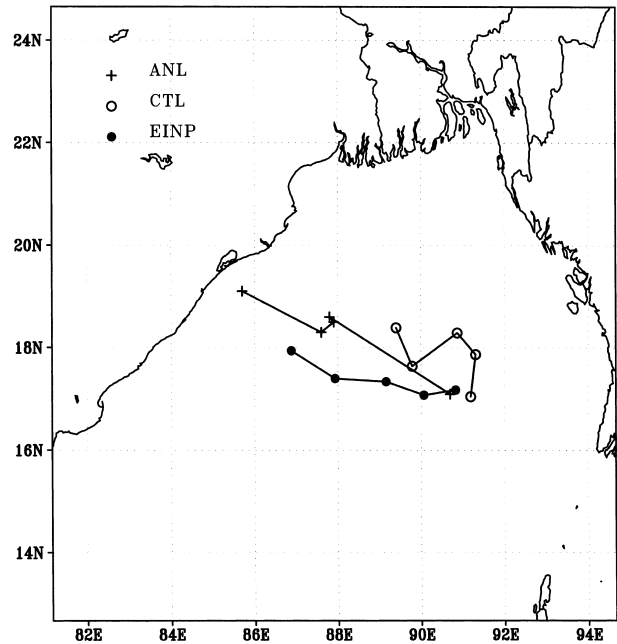 24N
ANL
CTL
EINP
22N
20N
18N
16N
14N
82E 84E 86E 88E 90E 92E 94E